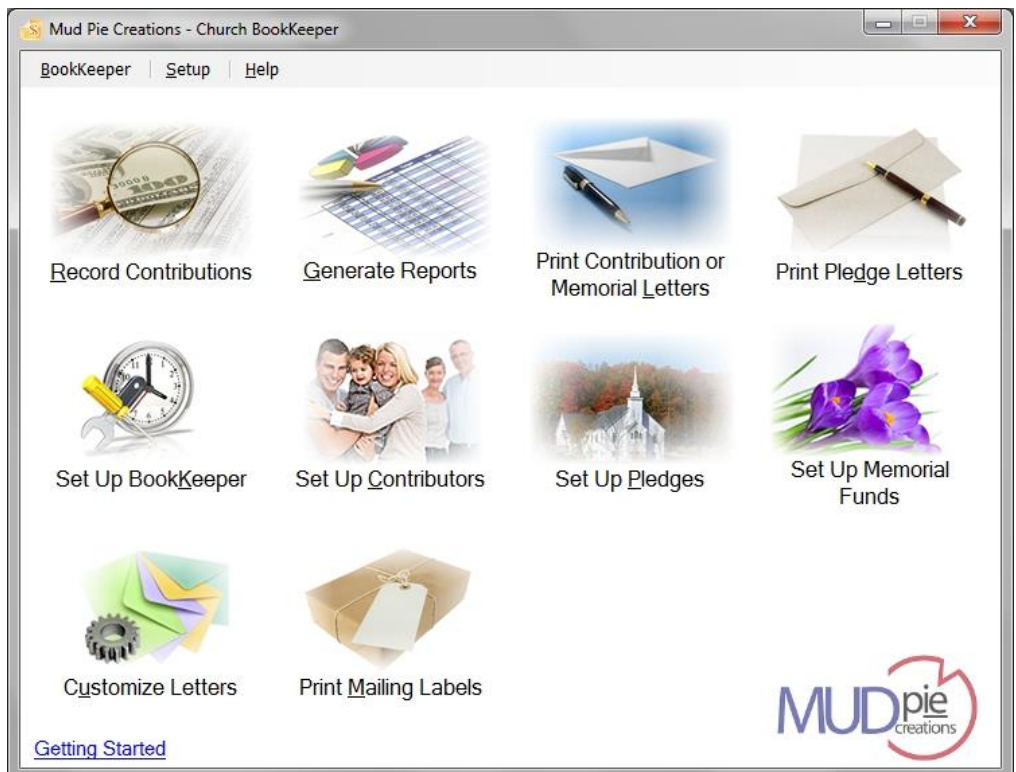 Mud Pie Creations - Church BookKeeper
BookKeeper Setup Help
Record Contributions
Generate Reports
Print Contribution or
Memorial Letters
Print Pledge Letters
Set Up BookKeeper
Set Up Contributors
Set Up Pledges
Set Up Memorial
Funds
Customize Letters
Print Mailing Labels
MUDpie
creations
Getting Started